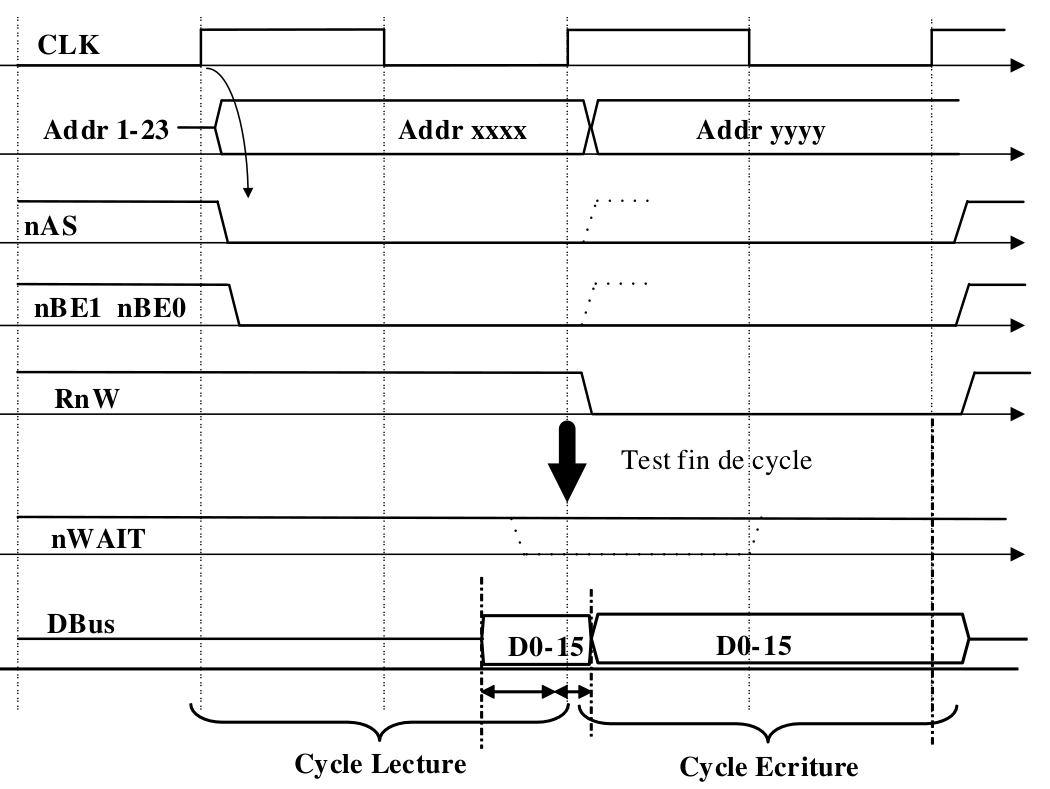 CLK
Addr 1-23
Addr xxxx
Addr yyyy
nAS
nBE1 nBE0
RnW
Test fin de cycle
nWAIT
DBus
D0-15
D0-15
Cycle Lecture
Cycle Ecriture